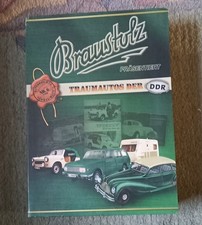 Braustolz
PRÄSENTIERT
TRAUMAUTOS DER DDR